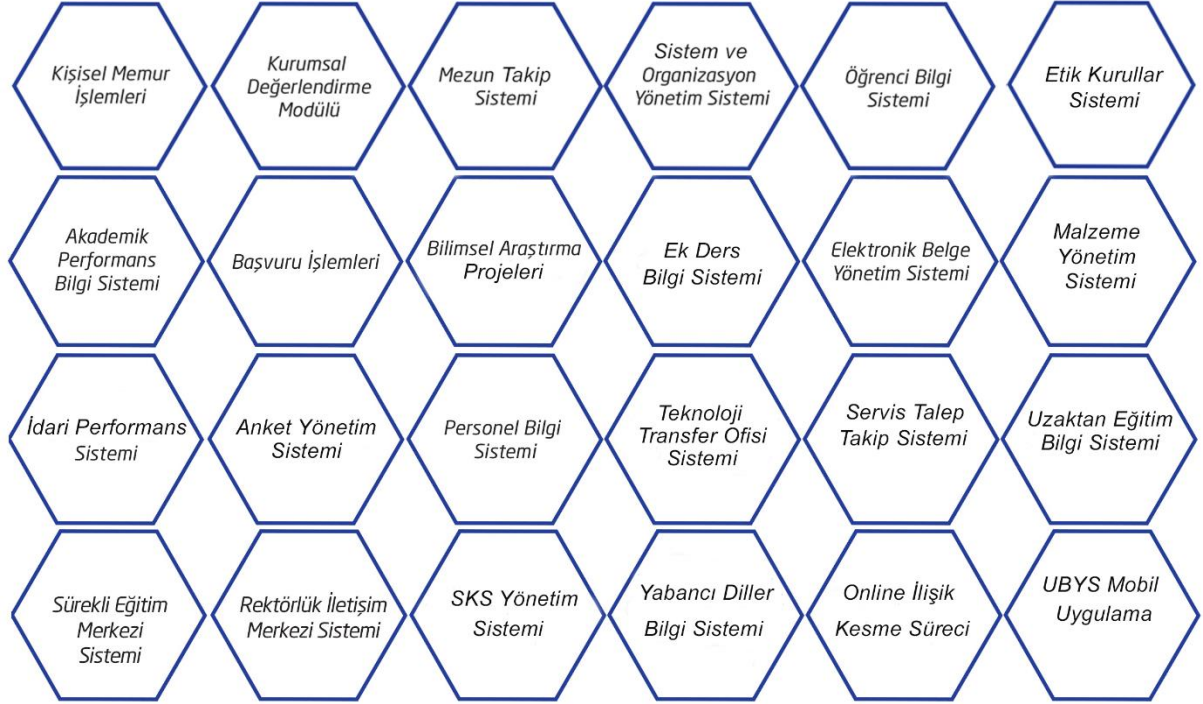 Kişisel Memur
İşlemleri
Kurumsal
Değerlendirme
Modülü
Mezun Takip
Sistemi
Sistem ve
Organizasyon
Yönetim Sistemi
Öğrenci Bilgi
Sistemi
Etik Kurullar
Sistemi
Akademik
Performans
Bilgi Sistemi
Başvuru İşlemleri
Bilimsel Araştırma
Projeleri
Ek Ders
Bilgi Sistemi
Elektronik Belge
Yönetim Sistemi
Malzeme
Yönetim
Sistemi
İdari Performans
Sistemi
Anket Yönetim
Sistemi
Personel Bilgi
Sistemi
Teknoloji
Transfer Ofisi
Sistemi
Servis Talep
Takip Sistemi
Uzaktan Eğitim
Bilgi Sistemi
Sürekli Eğitim
Merkezi
Sistemi
Rektörlük İletişim
Merkezi Sistemi
SKS Yönetim
Sistemi
Yabancı Diller
Bilgi Sistemi
Online İlişik
Kesme Süreci
UBYS Mobil
Uygulama